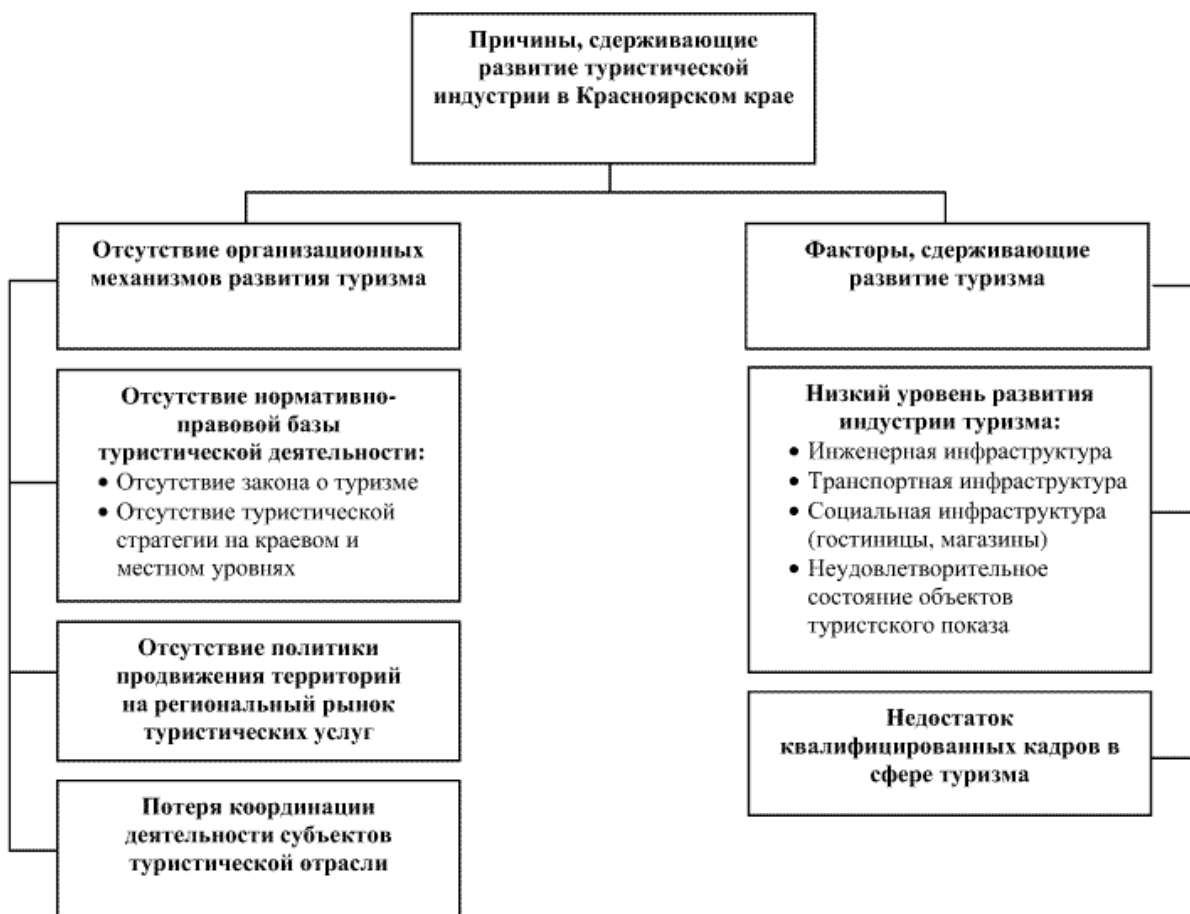 Причины, сдерживающие
развитие туристической
индустрии в Красноярском крае
Отсутствие организационных
механизмов развития туризма
Отсутствие нормативно-
правовой базы
туристической деятельности:
• Отсутствие закона о туризме
• Отсутствие туристической
стратегии на краевом и
местном уровнях
Отсутствие политики
продвижения территорий
на региональный рынок
туристических услуг
Потеря координации
деятельности субъектов
туристической отрасли
Факторы, сдерживающие
развитие туризма
Низкий уровень развития
индустрии туризма:
• Инженерная инфраструктура
• Транспортная инфраструктура
• Социальная инфраструктура
(гостиницы, магазины)
• Неудовлетворительное
состояние объектов
туристского показа
Недостаток
квалифицированных кадров в
сфере туризма